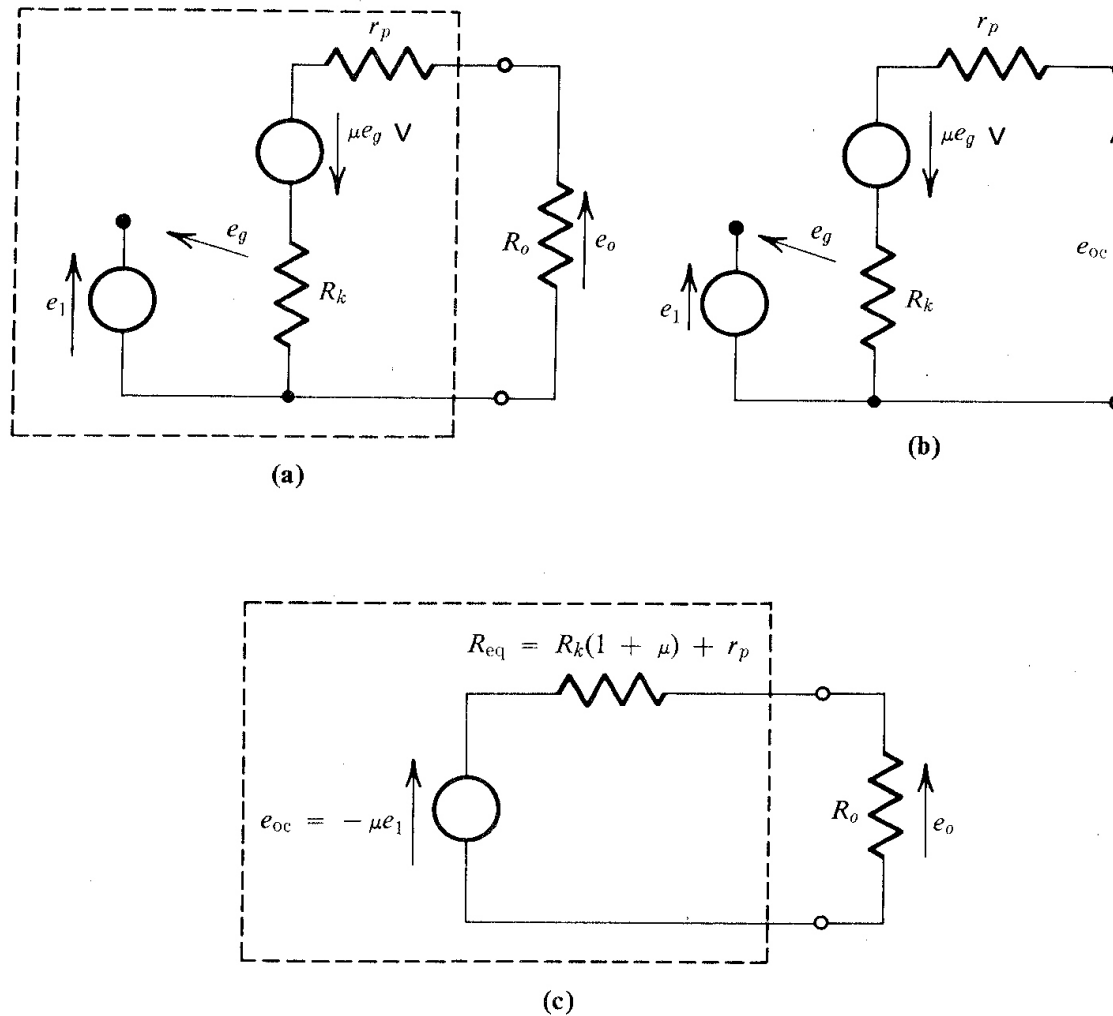 r_p
μe_g V
e_g
e_1
R_k
R_o
e_o
(a)
r_p
μe_g V
e_g
e_1
R_k
e_oc
(b)
R_eq = R_k(1 + μ) + r_p
e_oc = − μe_1
R_o
e_o
(c)